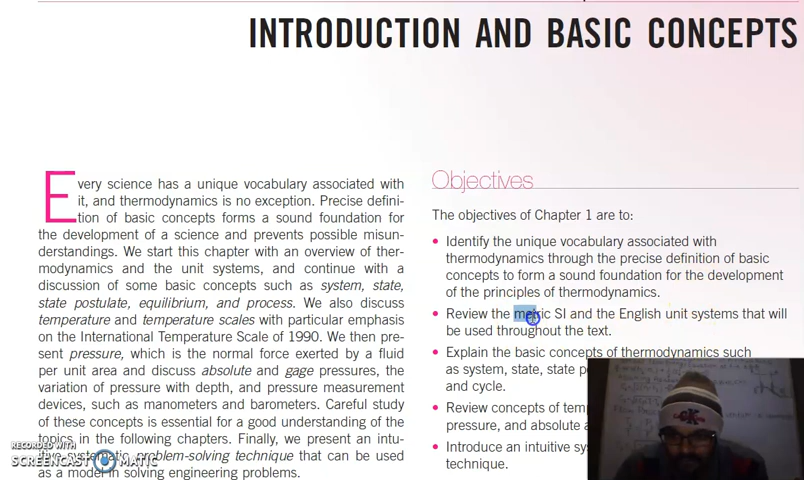 INTRODUCTION AND BASIC CONCEPTS
Every science has a unique vocabulary associated with
it, and thermodynamics is no exception. Precise defini-
tion of basic concepts forms a sound foundation for
the development of a science and prevents possible misun-
derstandings. We start this chapter with an overview of ther-
modynamics and the unit systems, and continue with a
discussion of some basic concepts such as system, state,
state postulate, equilibrium, and process. We also discuss
temperature and temperature scales with particular emphasis
on the International Temperature Scale of 1990. We then pre-
sent pressure, which is the normal force exerted by a fluid
per unit area and discuss absolute and gage pressures, the
variation of pressure with depth, and pressure measurement
devices, such as manometers and barometers. Careful study
of these concepts is essential for a good understanding of the
topics in the following chapters. Finally, we present an intu-
itive systematic problem-solving technique that can be used
as a model in solving engineering problems.
Objectives
The objectives of Chapter 1 are to:
• Identify the unique vocabulary associated with
thermodynamics through the precise definition of basic
concepts to form a sound foundation for the development
of the principles of thermodynamics.
• Review the metric SI and the English unit systems that will
be used throughout the text.
• Explain the basic concepts of thermodynamics such
as system, state, state
and cycle.
• Review concepts of
pressure, and absolute
• Introduce an intuitive
technique.
RECORDED WITH
SCREENCAST MATIC
CK